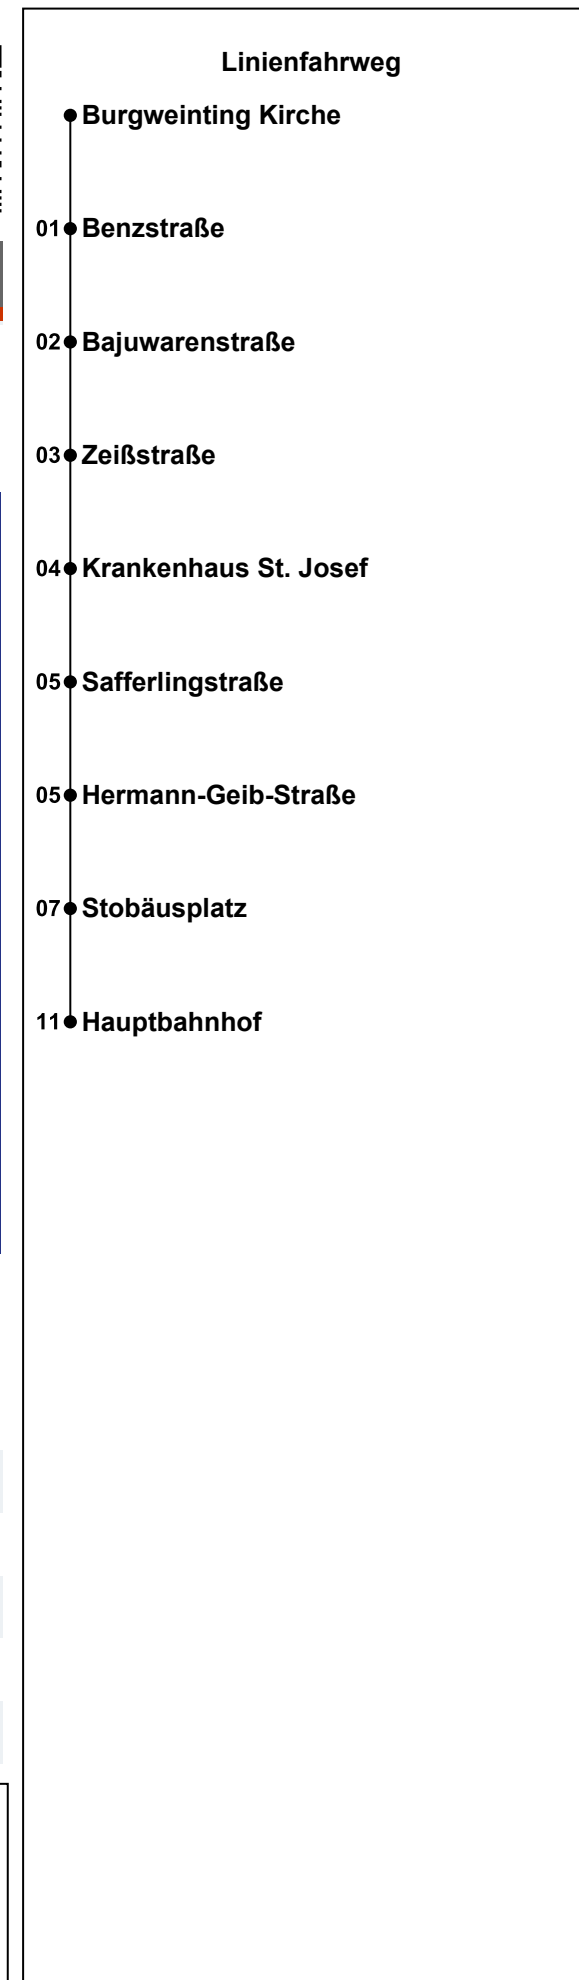 Linienfahrweg
Burgweinting Kirche
01 Benzstraße
02 Bajuwarenstraße
03 Zeißstraße
04 Krankenhaus St. Josef
05 Safferlingstraße
05 Hermann-Geib-Straße
07 Stobäusplatz
11 Hauptbahnhof